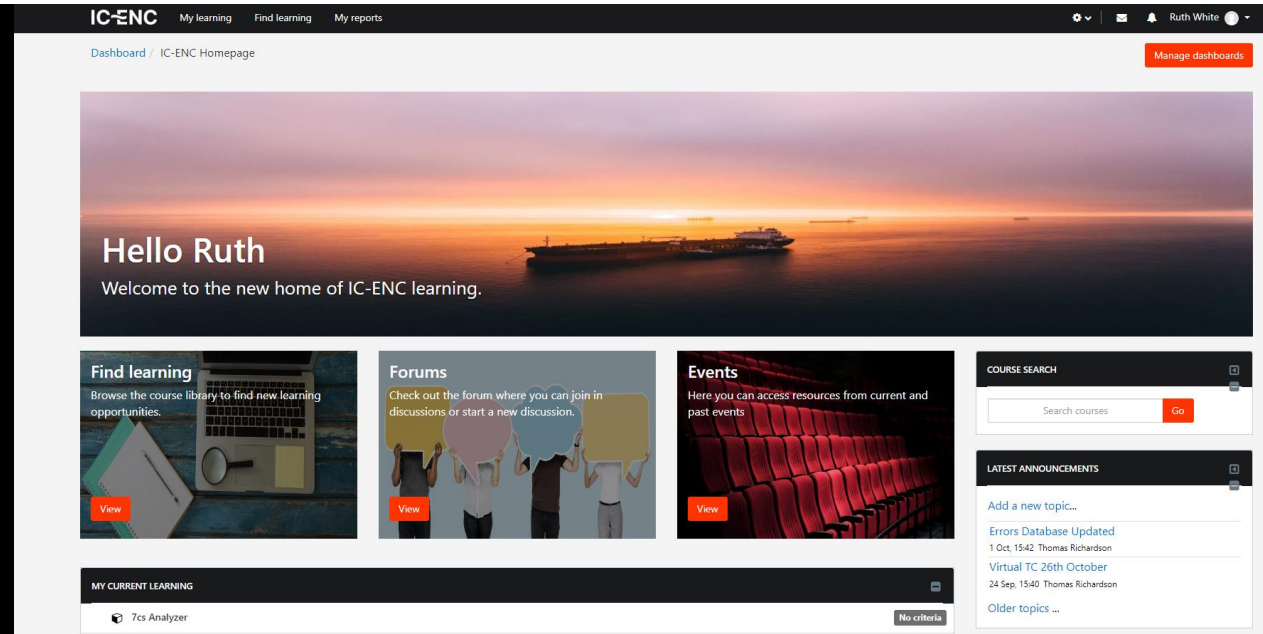 IC-ENC My learning Find learning My reports Ruth White
Dashboard / IC-ENC Homepage
Manage dashboards
Hello Ruth
Welcome to the new home of IC-ENC learning.
Find learning
Browse the course library to find new learning
opportunities.
View
Forums
Check out the forum where you can join in
discussions or start a new discussion.
View
Events
Here you can access resources from current and
past events
View
COURSE SEARCH
Search courses Go
LATEST ANNOUNCEMENTS
Add a new topic...
Errors Database Updated
1 Oct, 15:42 Thomas Richardson
Virtual TC 26th October
24 Sep, 15:40 Thomas Richardson
Older topics ...
MY CURRENT LEARNING
7cs Analyzer No criteria